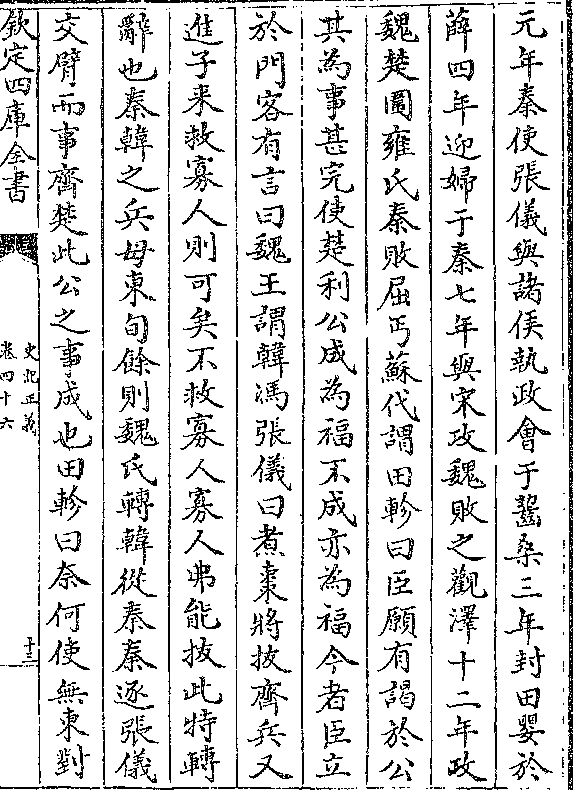 元年秦使張儀與諸侯執政會于齧桑三年封田嬰於
薛四年迎婦于秦七年與宋攻魏敗之觀澤十二年攻
魏楚圍雍氏秦敗屈丐蘇代謂田軫曰臣願有謁於公
其為事甚完使楚利公成為福不成亦為福今者臣立
於門客有言曰魏王謂韓馮張儀曰煮棗將拔齊兵又
進子来救寡人則可矣不救寡人寡人弗能拔此特轉
辭也秦韓之兵毋東旬餘則魏氏轉韓從秦秦逐張儀
交臂而事齊楚此公之事成也田軫曰奈何使無東對
欽定四庫全書
史記正義
卷四十六
十三